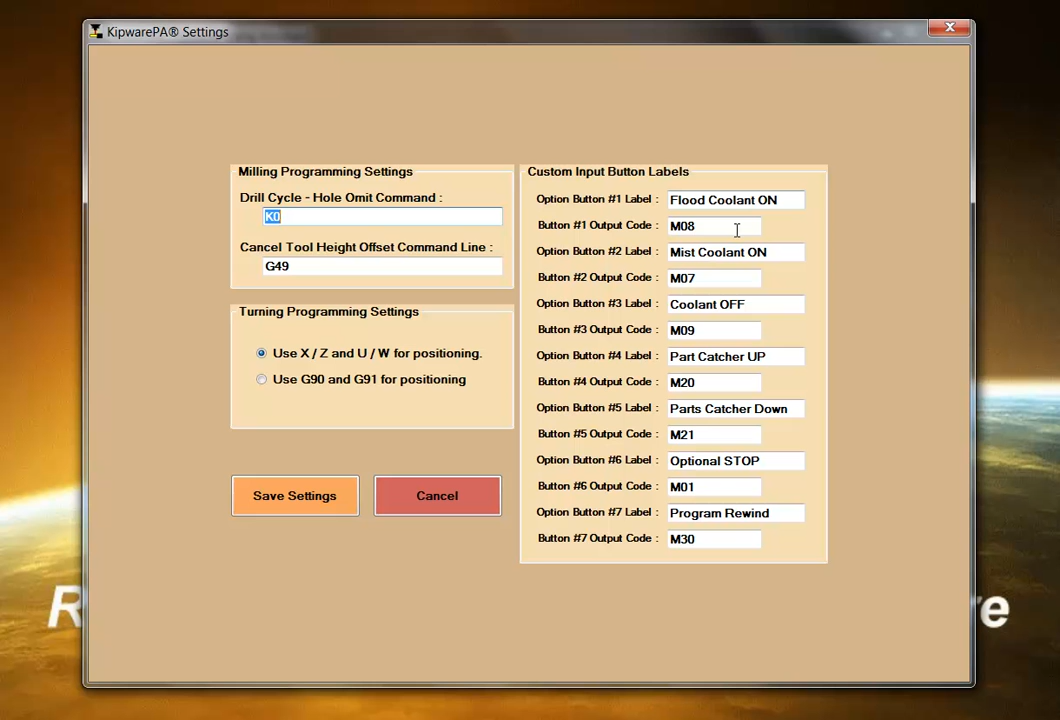 KipwarePA® Settings
Milling Programming Settings
Drill Cycle - Hole Omit Command :
K0
Cancel Tool Height Offset Command Line :
G49
Turning Programming Settings
Use X / Z and U / W for positioning.
Use G90 and G91 for positioning
Save Settings
Cancel
Custom Input Button Labels
Option Button #1 Label : Flood Coolant ON
Button #1 Output Code : M08
Option Button #2 Label : Mist Coolant ON
Button #2 Output Code : M07
Option Button #3 Label : Coolant OFF
Button #3 Output Code : M09
Option Button #4 Label : Part Catcher UP
Button #4 Output Code : M20
Option Button #5 Label : Parts Catcher Down
Button #5 Output Code : M21
Option Button #6 Label : Optional STOP
Button #6 Output Code : M01
Option Button #7 Label : Program Rewind
Button #7 Output Code : M30